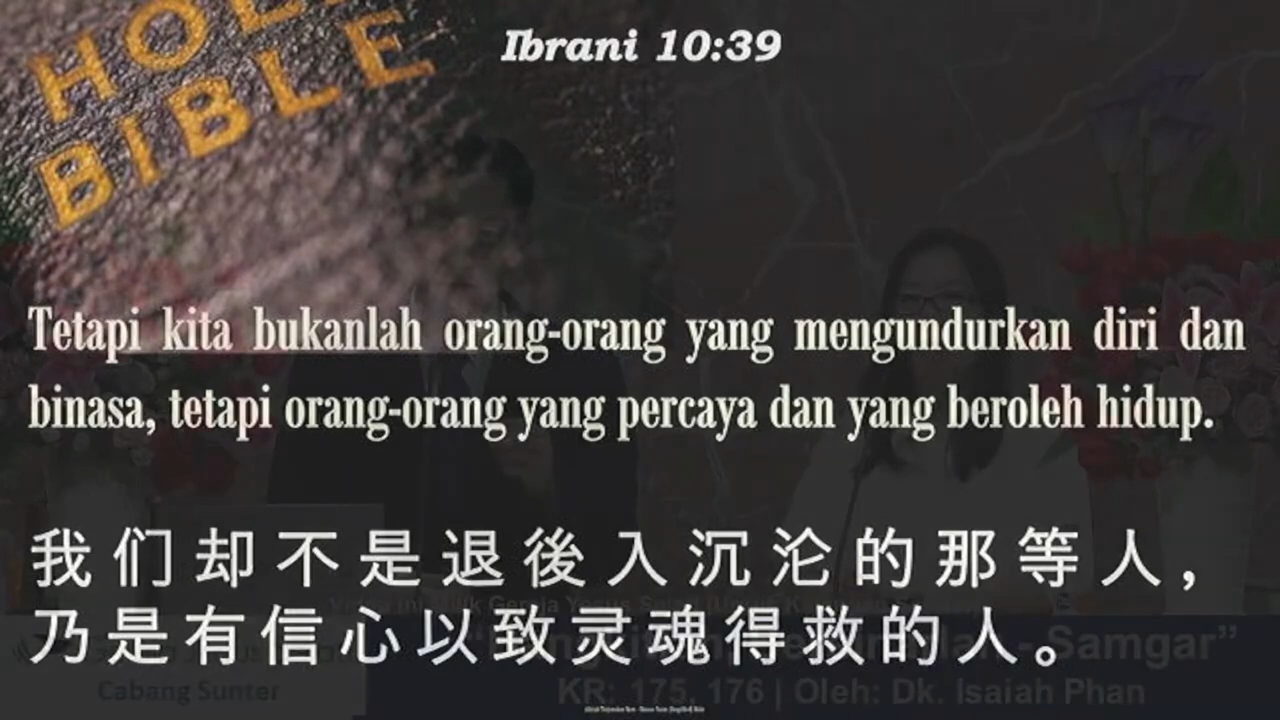 HOL
BIBLE
Ibrani 10:39
Tetapi kita bukanlah orang-orang yang mengundurkan diri dan
binasa, tetapi orang-orang yang percaya dan yang beroleh hidup.
我们却不是退後入沉沦的那等人,
乃是有信心以致灵魂得救的人。
Samgar”
Cabang Sunter
KR: 175, 176 | Oleh: Dk. Isaiah Phan